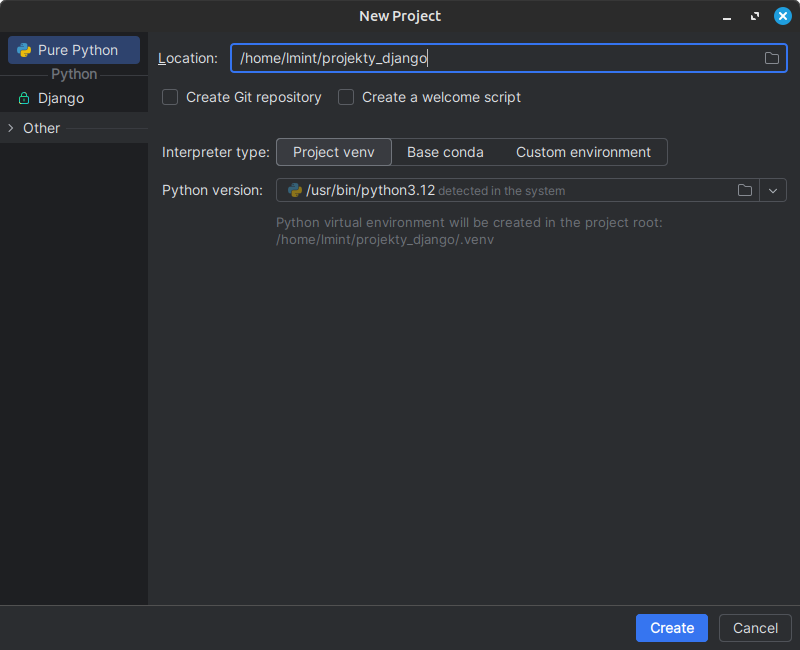 New Project
Pure Python
Python
Django
Other
Location: /home/lmint/projekty_django
Create Git repository Create a welcome script
Interpreter type: Project venv Base conda Custom environment
Python version: /usr/bin/python3.12 detected in the system
Python virtual environment will be created in the project root:
/home/lmint/projekty_django/.venv
Create Cancel